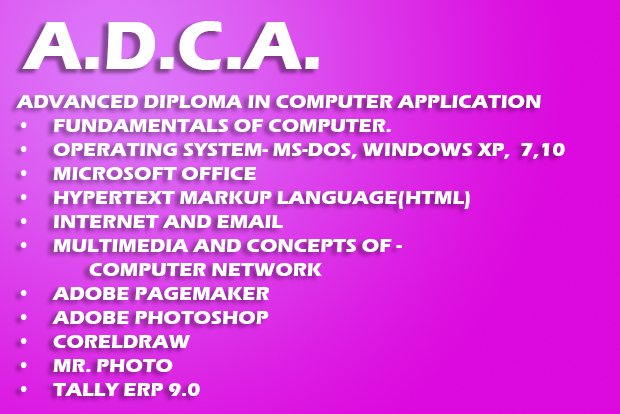 A.D.C.A.
ADVANCED DIPLOMA IN COMPUTER APPLICATION
• FUNDAMENTALS OF COMPUTER.
• OPERATING SYSTEM- MS-DOS, WINDOWS XP, 7,10
• MICROSOFT OFFICE
• HYPERTEXT MARKUP LANGUAGE(HTML)
• INTERNET AND EMAIL
• MULTIMEDIA AND CONCEPTS OF -
COMPUTER NETWORK
• ADOBE PAGEMAKER
• ADOBE PHOTOSHOP
• CORELDRAW
• MR. PHOTO
• TALLY ERP 9.0